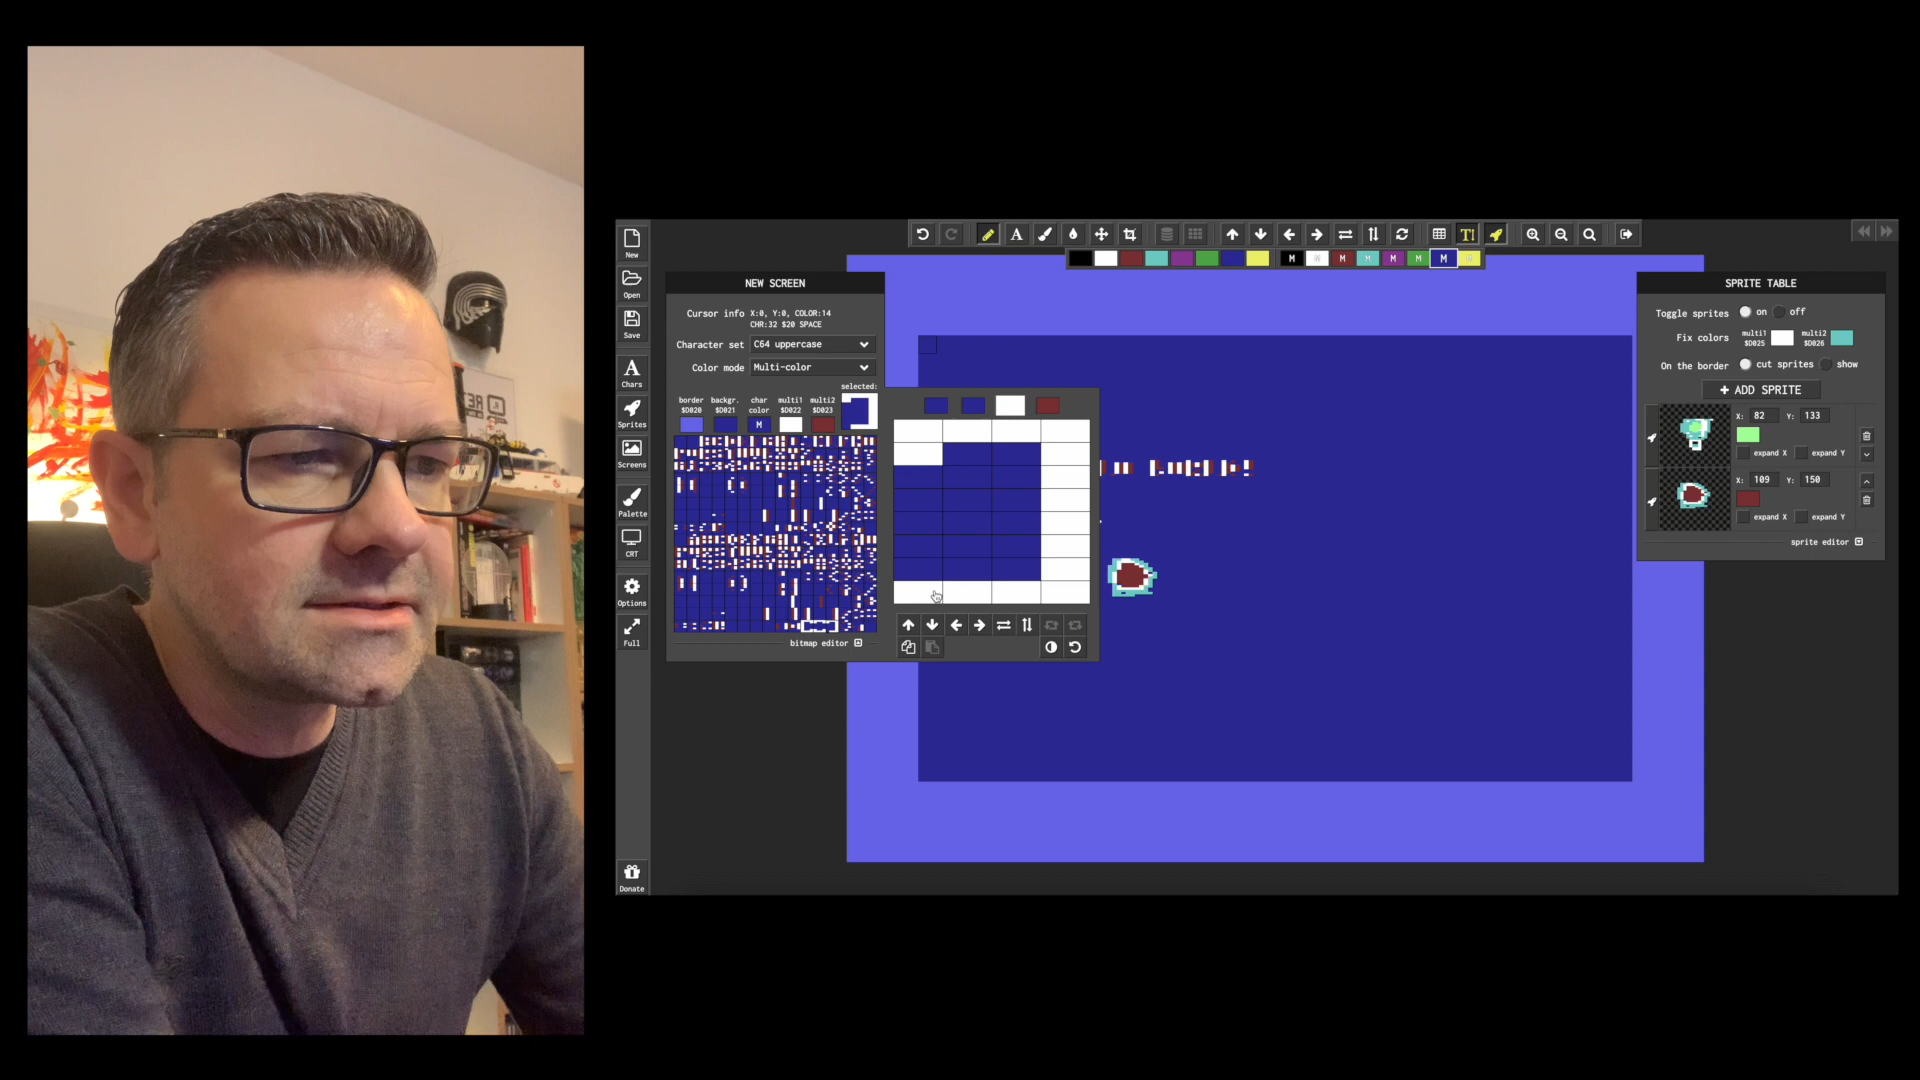 New
Open
Save
Chars
Sprites
Screens
Palette
CRT
Options
Full
Donate
A
T
M M M M M M M
NEW SCREEN
Cursor info X:0, Y:0, COLOR:14
CHR:32 $20 SPACE
Character set C64 uppercase
Color mode Multi-color
selected:
border backgr. char multi1 multi2
$D020 $D021 color $D022 $D023
M
bitmap editor
SPRITE TABLE
Toggle sprites on off
Fix colors multi1 $D025 multi2 $D026
On the border cut sprites show
+ ADD SPRITE
X: 82 Y: 133
expand X expand Y
X: 109 Y: 150
expand X expand Y
sprite editor